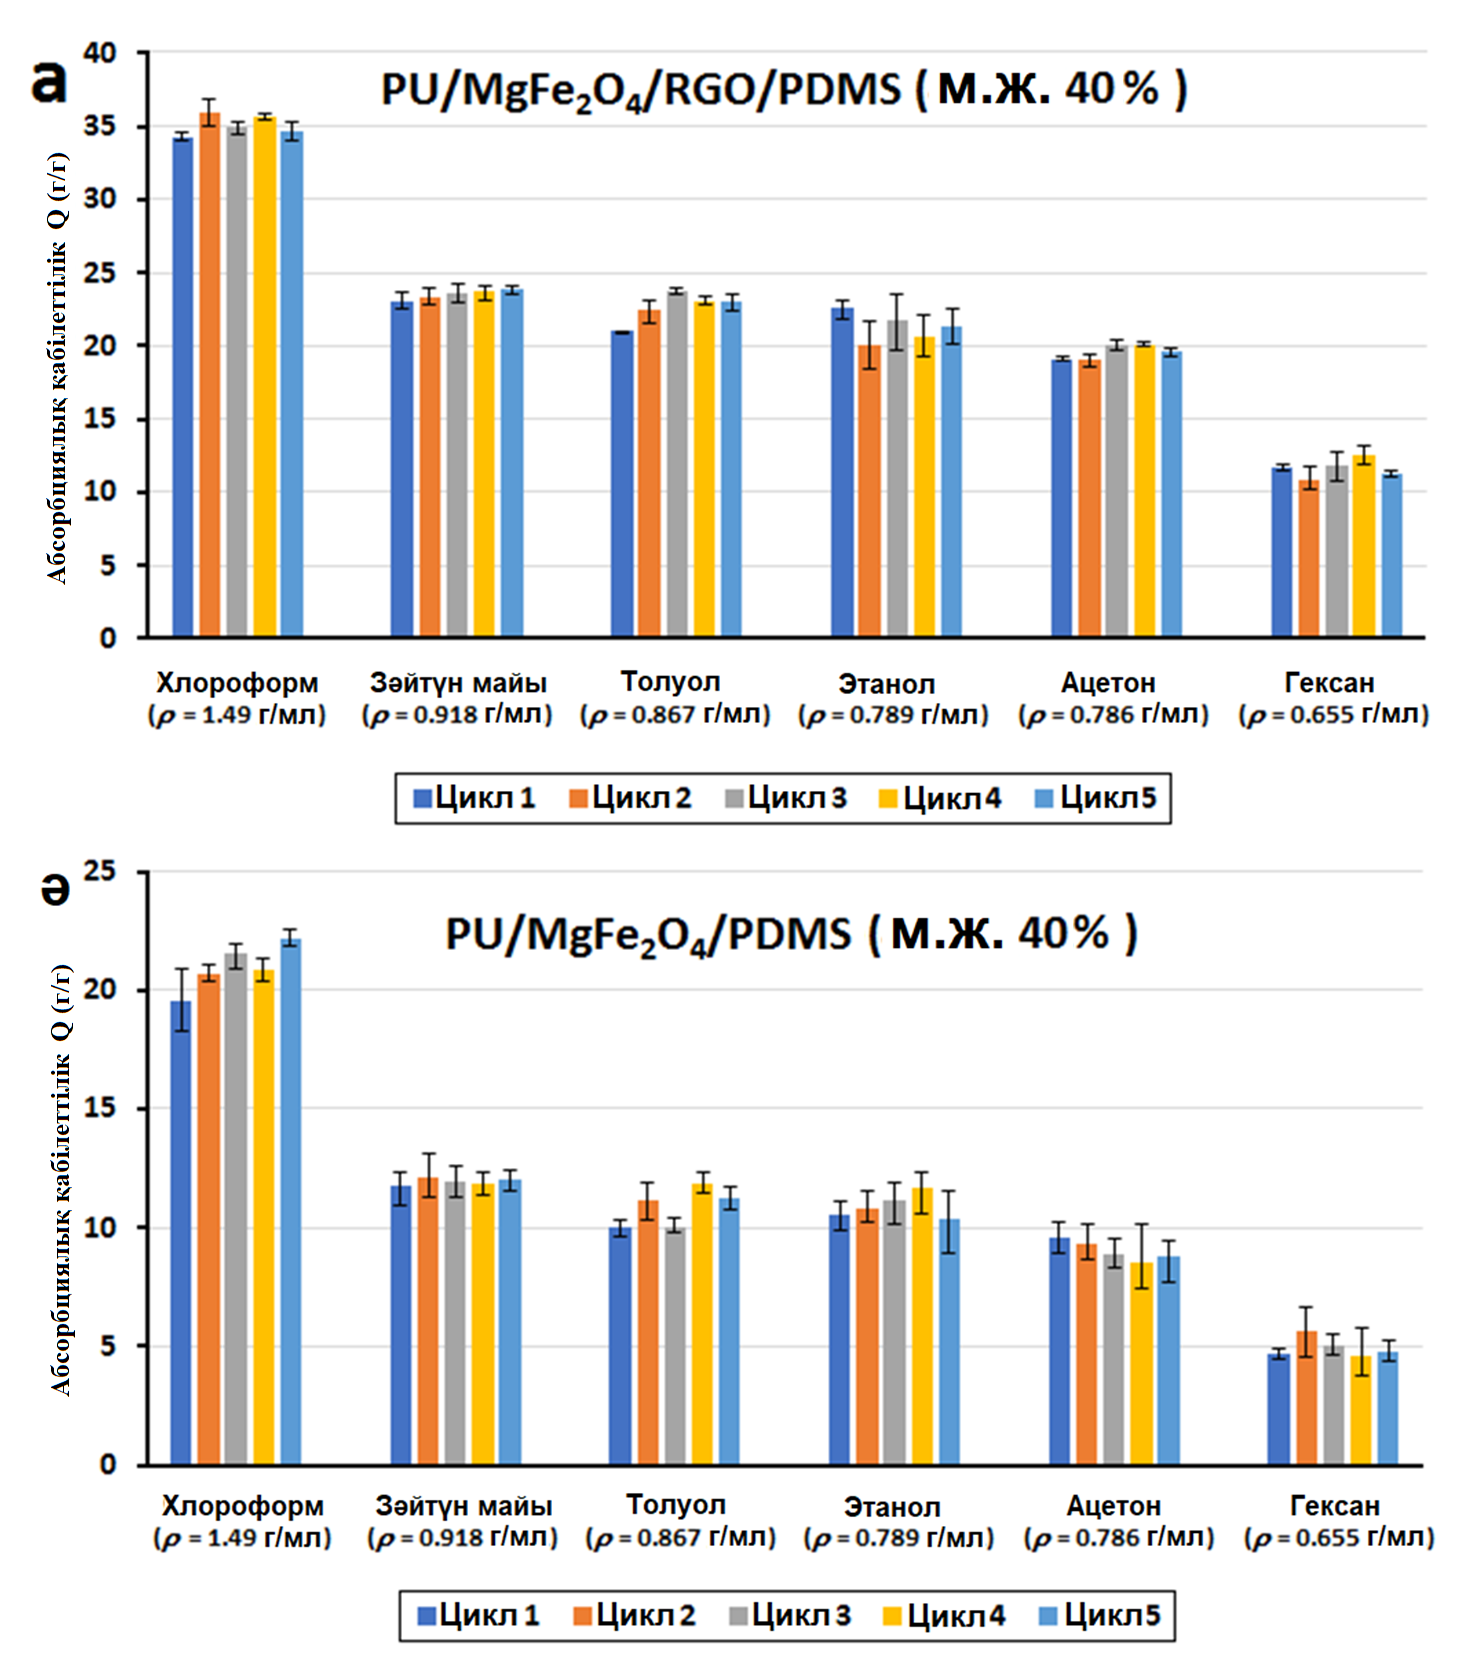 а
PU/MgFe₂O₄/RGO/PDMS ( м.ж. 40 % )
Абсорбциялық қабілеттілік Q (г/г)
40
35
30
25
20
15
10
5
0
Хлороформ Зәйтүн майы Толуол Этанол Ацетон Гексан
(ρ = 1.49 г/мл) (ρ = 0.918 г/мл) (ρ = 0.867 г/мл) (ρ = 0.789 г/мл) (ρ = 0.786 г/мл) (ρ = 0.655 г/мл)
Цикл 1 Цикл 2 Цикл 3 Цикл 4 Цикл 5
ә
PU/MgFe₂O₄/PDMS ( м.ж. 40% )
Абсорбциялық қабілеттілік Q (г/г)
25
20
15
10
5
0
Хлороформ Зәйтүн майы Толуол Этанол Ацетон Гексан
(ρ = 1.49 г/мл) (ρ = 0.918 г/мл) (ρ = 0.867 г/мл) (ρ = 0.789 г/мл) (ρ = 0.786 г/мл) (ρ = 0.655 г/мл)
Цикл 1 Цикл 2 Цикл 3 Цикл 4 Цикл 5